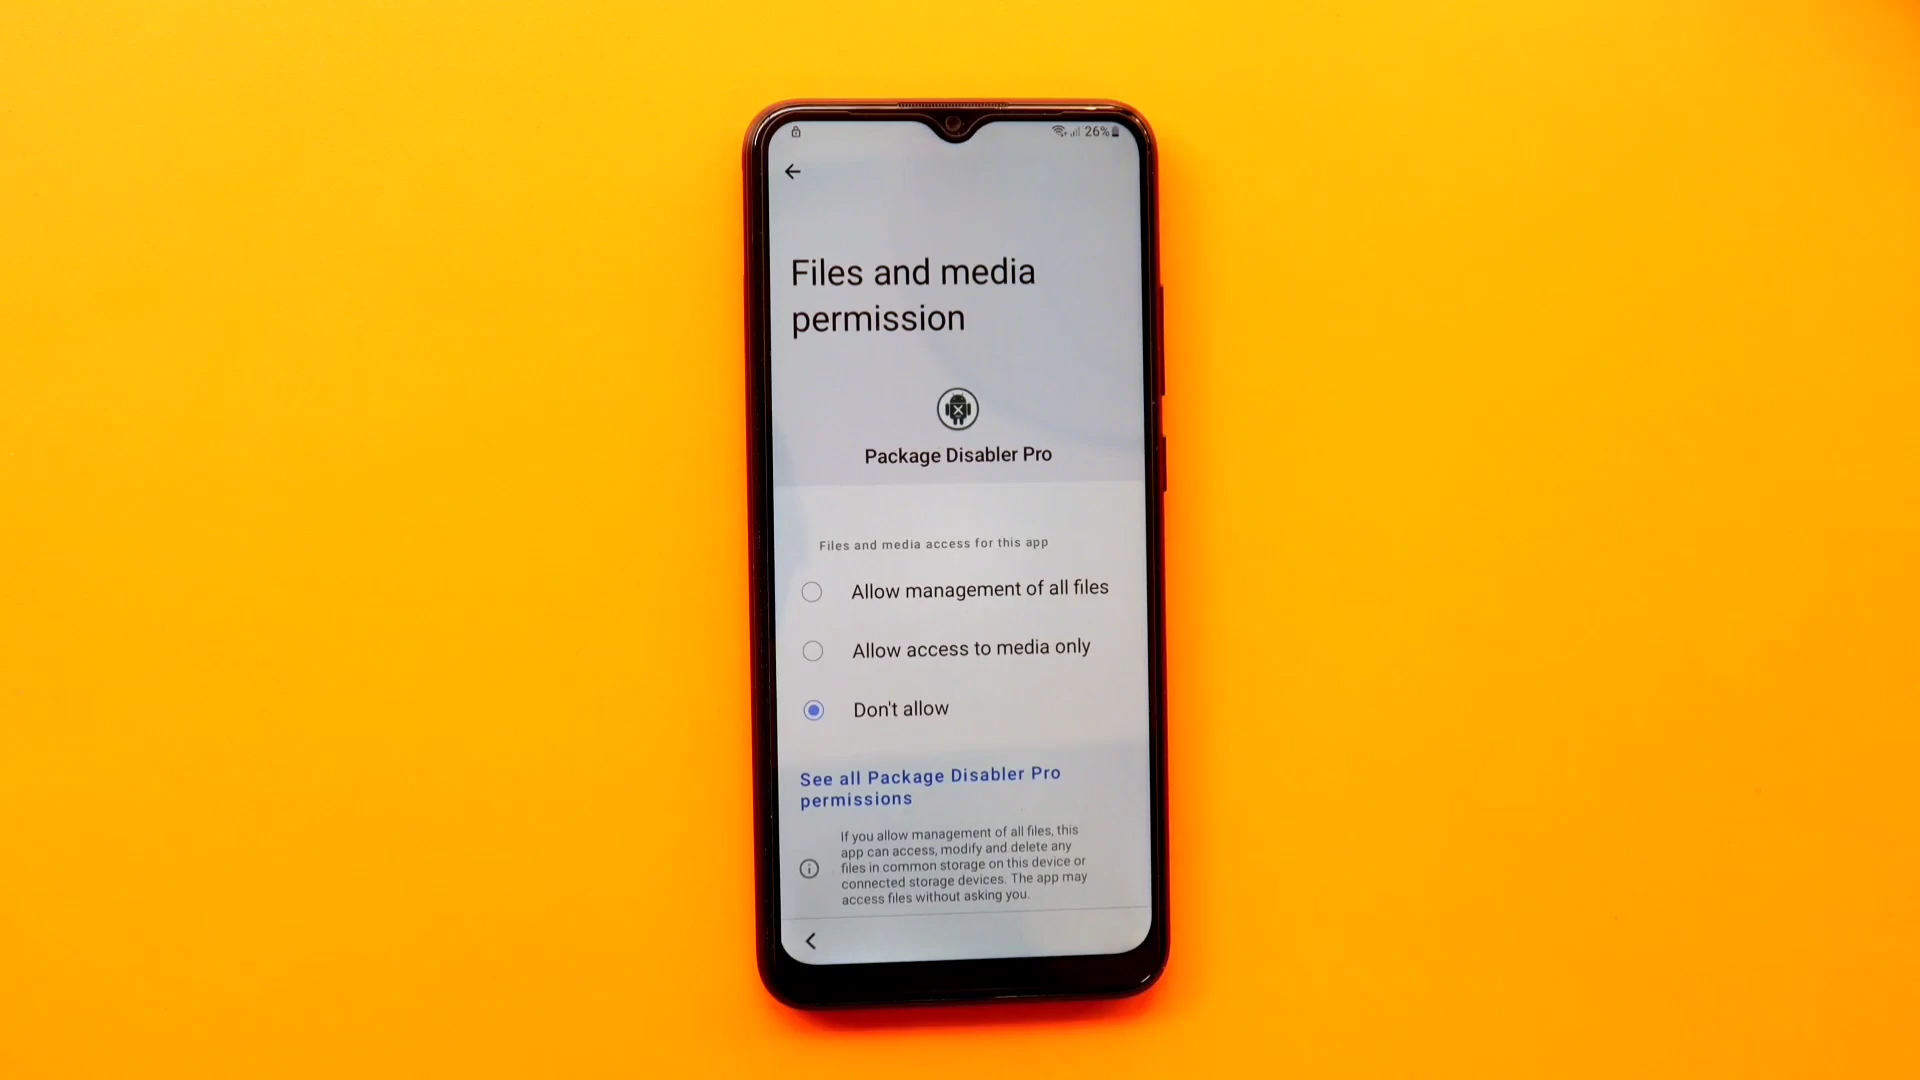 26%
Files and media
permission
Package Disabler Pro
Files and media access for this app
Allow management of all files
Allow access to media only
Don't allow
See all Package Disabler Pro
permissions
If you allow management of all files, this
app can access, modify and delete any
files in common storage on this device or
connected storage devices. The app may
access files without asking you.